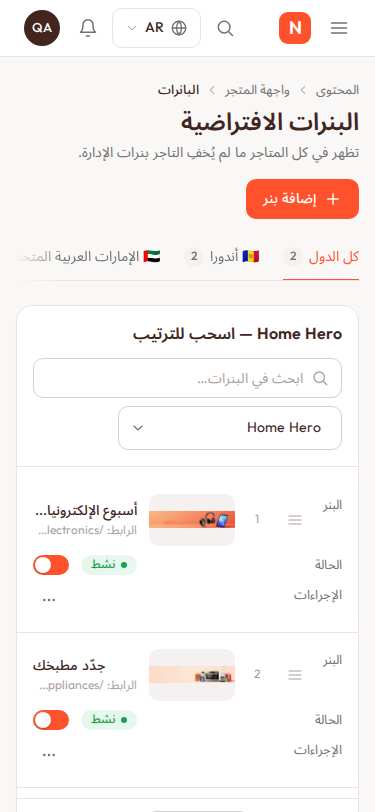 N
AR
QA
المحتوى > واجهة المتجر > البانرات
البنرات الافتراضية
تظهر في كل المتاجر ما لم يُخفِ التاجر بنرات الإدارة.
+ إضافة بنر
كل الدول 2
أندورا 2
الإمارات العربية
Home Hero — اسحب للترتيب
ابحث في البنرات...
Home Hero
البنر
1
أسبوع الإلكترونيا...
الرابط: /lectronics...
الحالة
نشط
الإجراءات
...
البنر
2
جدّد مطبخك
الرابط: /ppliances...
الحالة
نشط
الإجراءات
...